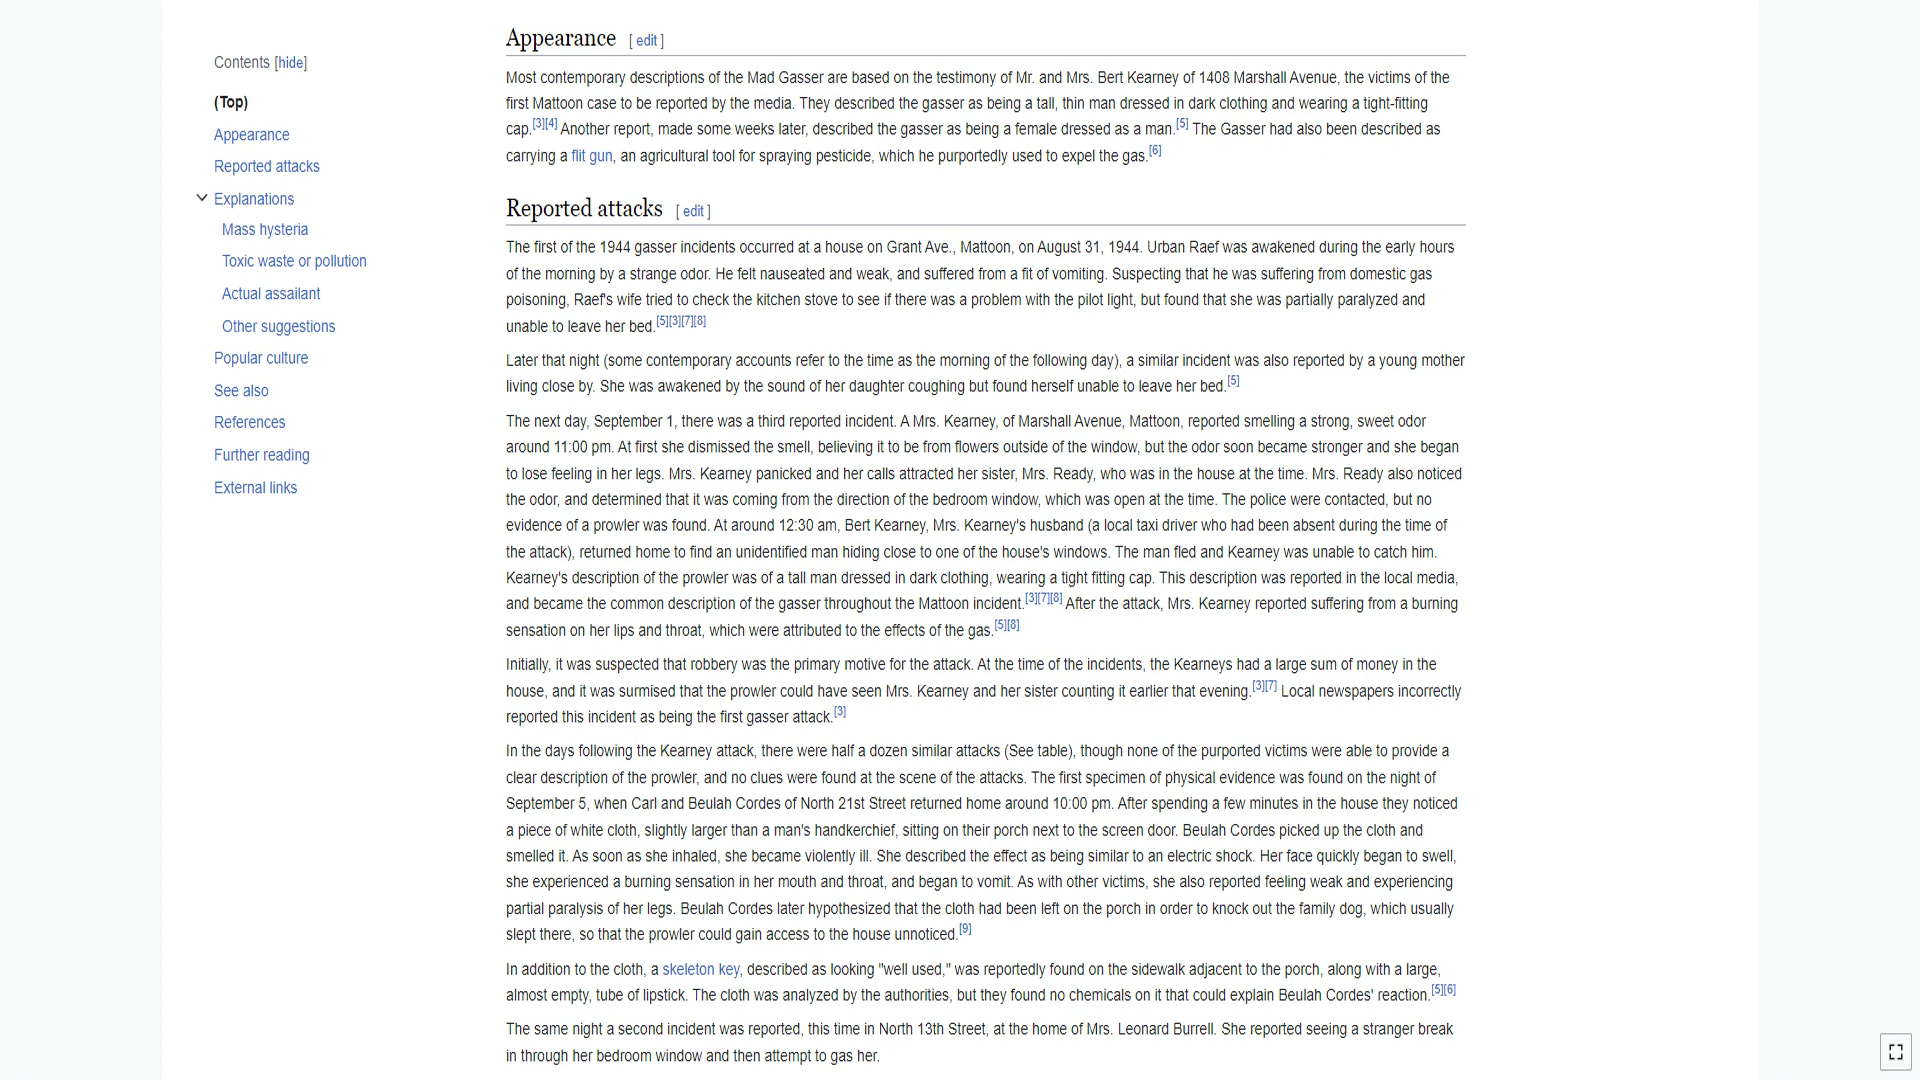 Contents [hide]
(Top)
Appearance
Reported attacks
Explanations
Mass hysteria
Toxic waste or pollution
Actual assailant
Other suggestions
Popular culture
See also
References
Further reading
External links
Appearance [ edit ]
Most contemporary descriptions of the Mad Gasser are based on the testimony of Mr. and Mrs. Bert Kearney of 1408 Marshall Avenue, the victims of the
first Mattoon case to be reported by the media. They described the gasser as being a tall, thin man dressed in dark clothing and wearing a tight-fitting
cap.[3][4] Another report, made some weeks later, described the gasser as being a female dressed as a man.[5] The Gasser had also been described as
carrying a flit gun, an agricultural tool for spraying pesticide, which he purportedly used to expel the gas.[6]
Reported attacks [ edit ]
The first of the 1944 gasser incidents occurred at a house on Grant Ave., Mattoon, on August 31, 1944. Urban Raef was awakened during the early hours
of the morning by a strange odor. He felt nauseated and weak, and suffered from a fit of vomiting. Suspecting that he was suffering from domestic gas
poisoning, Raef's wife tried to check the kitchen stove to see if there was a problem with the pilot light, but found that she was partially paralyzed and
unable to leave her bed.[5][3][7][8]
Later that night (some contemporary accounts refer to the time as the morning of the following day), a similar incident was also reported by a young mother
living close by. She was awakened by the sound of her daughter coughing but found herself unable to leave her bed.[5]
The next day, September 1, there was a third reported incident. A Mrs. Kearney, of Marshall Avenue, Mattoon, reported smelling a strong, sweet odor
around 11:00 pm. At first she dismissed the smell, believing it to be from flowers outside of the window, but the odor soon became stronger and she began
to lose feeling in her legs. Mrs. Kearney panicked and her calls attracted her sister, Mrs. Ready, who was in the house at the time. Mrs. Ready also noticed
the odor, and determined that it was coming from the direction of the bedroom window, which was open at the time. The police were contacted, but no
evidence of a prowler was found. At around 12:30 am, Bert Kearney, Mrs. Kearney's husband (a local taxi driver who had been absent during the time of
the attack), returned home to find an unidentified man hiding close to one of the house's windows. The man fled and Kearney was unable to catch him.
Kearney's description of the prowler was of a tall man dressed in dark clothing, wearing a tight fitting cap. This description was reported in the local media,
and became the common description of the gasser throughout the Mattoon incident.[3][7][8] After the attack, Mrs. Kearney reported suffering from a burning
sensation on her lips and throat, which were attributed to the effects of the gas.[5][8]
Initially, it was suspected that robbery was the primary motive for the attack. At the time of the incidents, the Kearneys had a large sum of money in the
house, and it was surmised that the prowler could have seen Mrs. Kearney and her sister counting it earlier that evening.[3][7] Local newspapers incorrectly
reported this incident as being the first gasser attack.[3]
In the days following the Kearney attack, there were half a dozen similar attacks (See table), though none of the purported victims were able to provide a
clear description of the prowler, and no clues were found at the scene of the attacks. The first specimen of physical evidence was found on the night of
September 5, when Carl and Beulah Cordes of North 21st Street returned home around 10:00 pm. After spending a few minutes in the house they noticed
a piece of white cloth, slightly larger than a man's handkerchief, sitting on their porch next to the screen door. Beulah Cordes picked up the cloth and
smelled it. As soon as she inhaled, she became violently ill. She described the effect as being similar to an electric shock. Her face quickly began to swell,
she experienced a burning sensation in her mouth and throat, and began to vomit. As with other victims, she also reported feeling weak and experiencing
partial paralysis of her legs. Beulah Cordes later hypothesized that the cloth had been left on the porch in order to knock out the family dog, which usually
slept there, so that the prowler could gain access to the house unnoticed.[9]
In addition to the cloth, a skeleton key, described as looking "well used," was reportedly found on the sidewalk adjacent to the porch, along with a large,
almost empty, tube of lipstick. The cloth was analyzed by the authorities, but they found no chemicals on it that could explain Beulah Cordes' reaction.[5][6]
The same night a second incident was reported, this time in North 13th Street, at the home of Mrs. Leonard Burrell. She reported seeing a stranger break
in through her bedroom window and then attempt to gas her.